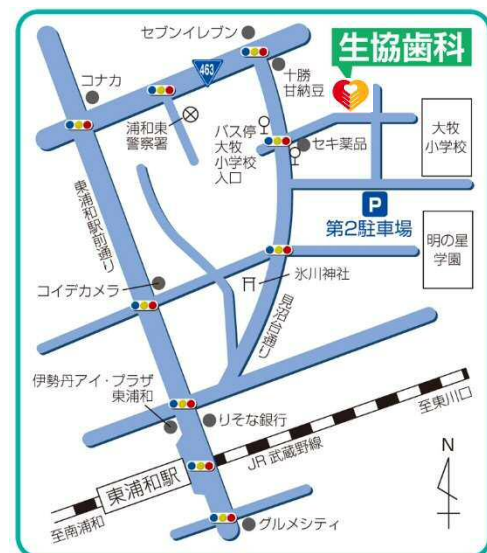 セブンイレブン
生協歯科
463
コナカ
十勝
甘納豆
浦和東
警察署
バス停
大牧
小学校
入口
セキ薬品
大牧
小学校
P
第2駐車場
東浦和駅前通り
明の星
学園
コイデカメラ
氷川神社
見沼台通り
伊勢丹アイ・プラザ
東浦和
りそな銀行
至東川口
JR武蔵野線
N
東浦和駅
至南浦和
グルメシティ